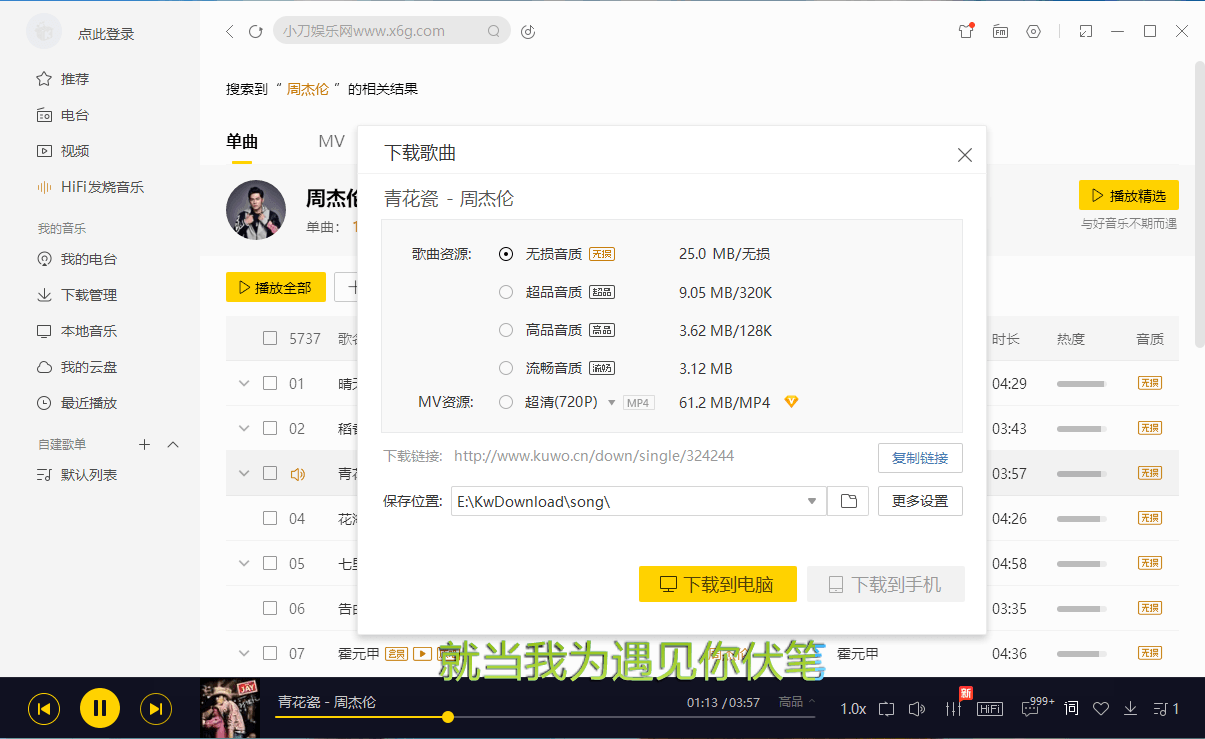 点此登录
小刀娱乐网www.x6g.com
FM
推荐
电台
视频
HiFi发烧音乐
我的音乐
我的电台
下载管理
本地音乐
我的云盘
最近播放
自建歌单
默认列表
搜索到 “ 周杰伦 ” 的相关结果
单曲 MV
周杰伦
单曲: 1
播放精选
与好音乐不期而遇
播放全部
5737 歌名 时长 热度 音质
01 晴天 04:29 无损
02 稻香 03:43 无损
青花 03:57 无损
04 花海 04:26 无损
05 七里 04:58 无损
06 告白 03:35 无损
07 霍元甲 会员 周杰伦 霍元甲 04:36 无损
下载歌曲
青花瓷 - 周杰伦
歌曲资源: 无损音质 无损 25.0 MB/无损
超品音质 超品 9.05 MB/320K
高品音质 高品 3.62 MB/128K
流畅音质 流畅 3.12 MB
MV资源: 超清(720P) MP4 61.2 MB/MP4
下载链接: http://www.kuwo.cn/down/single/324244 复制链接
保存位置: E:\KwDownload\song\ 更多设置
下载到电脑 下载到手机
就当我为遇见你伏笔
JAY
青花瓷 - 周杰伦 01:13 / 03:57 高品
1.0x 新 HiFi 999+ 词 1